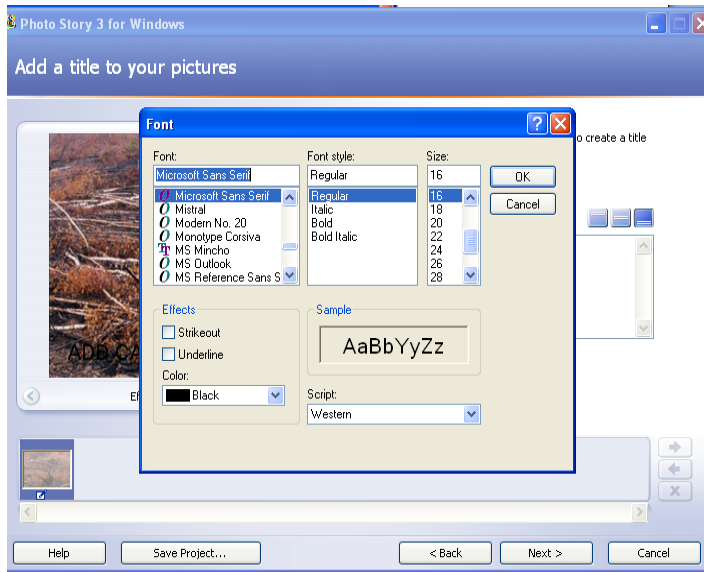 Photo Story 3 for Windows
Add a title to your pictures
Font
to create a title
Font:
Font style:
Size:
Microsoft Sans Serif
Regular
16
OK
Cancel
Microsoft Sans Serif
Mistral
Modern No. 20
Monotype Corsiva
MS Mincho
MS Outlook
MS Reference Sans S
Regular
Italic
Bold
Bold Italic
16
18
20
22
24
26
28
Effects
Strikeout
Underline
Color:
Black
Sample
AaBbYyZz
Script:
Western
ADD CA
Ef
Help
Save Project...
< Back
Next >
Cancel